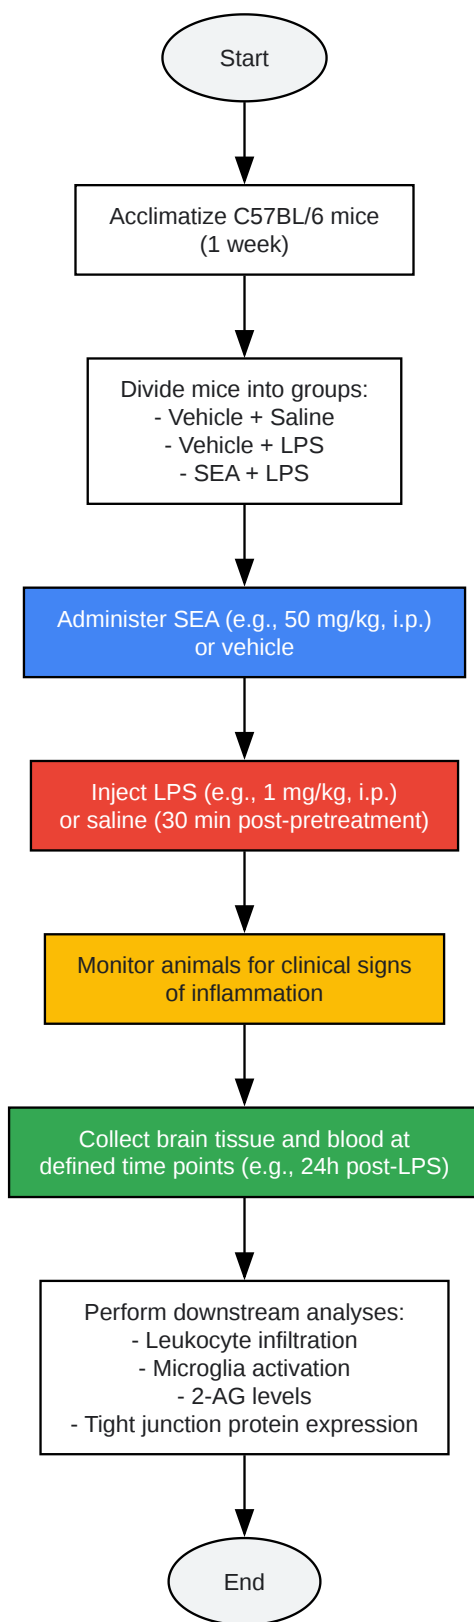 Start
Acclimatize C57BL/6 mice
(1 week)
Divide mice into groups:
- Vehicle + Saline
- Vehicle + LPS
- SEA + LPS
Administer SEA (e.g., 50 mg/kg, i.p.)
or vehicle
Inject LPS (e.g., 1 mg/kg, i.p.)
or saline (30 min post-pretreatment)
Monitor animals for clinical signs
of inflammation
Collect brain tissue and blood at
defined time points (e.g., 24h post-LPS)
Perform downstream analyses:
- Leukocyte infiltration
- Microglia activation
- 2-AG levels
- Tight junction protein expression
End